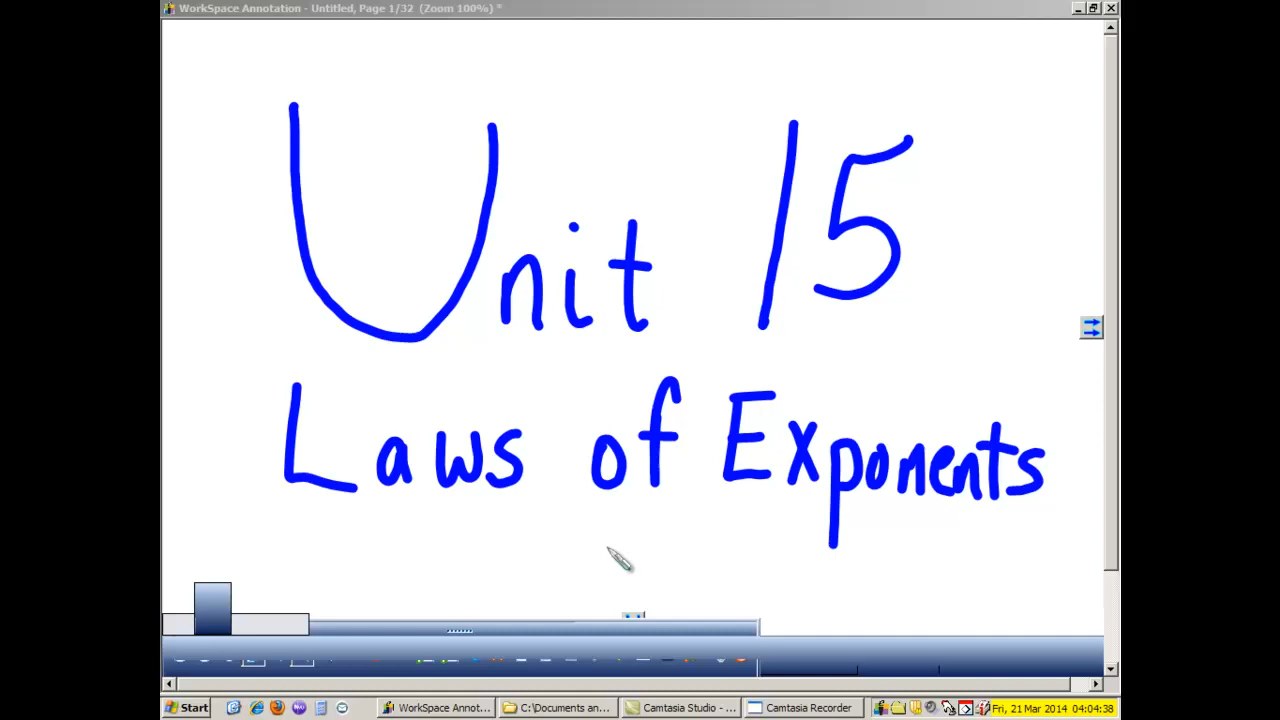 WorkSpace Annotation - Untitled, Page 1/32 (Zoom 100%) *
Unit 15
Laws of Exponents
Start
WorkSpace Annot...
C:\Documents an...
Camtasia Studio - ...
Camtasia Recorder
Fri, 21 Mar 2014 04:04:38